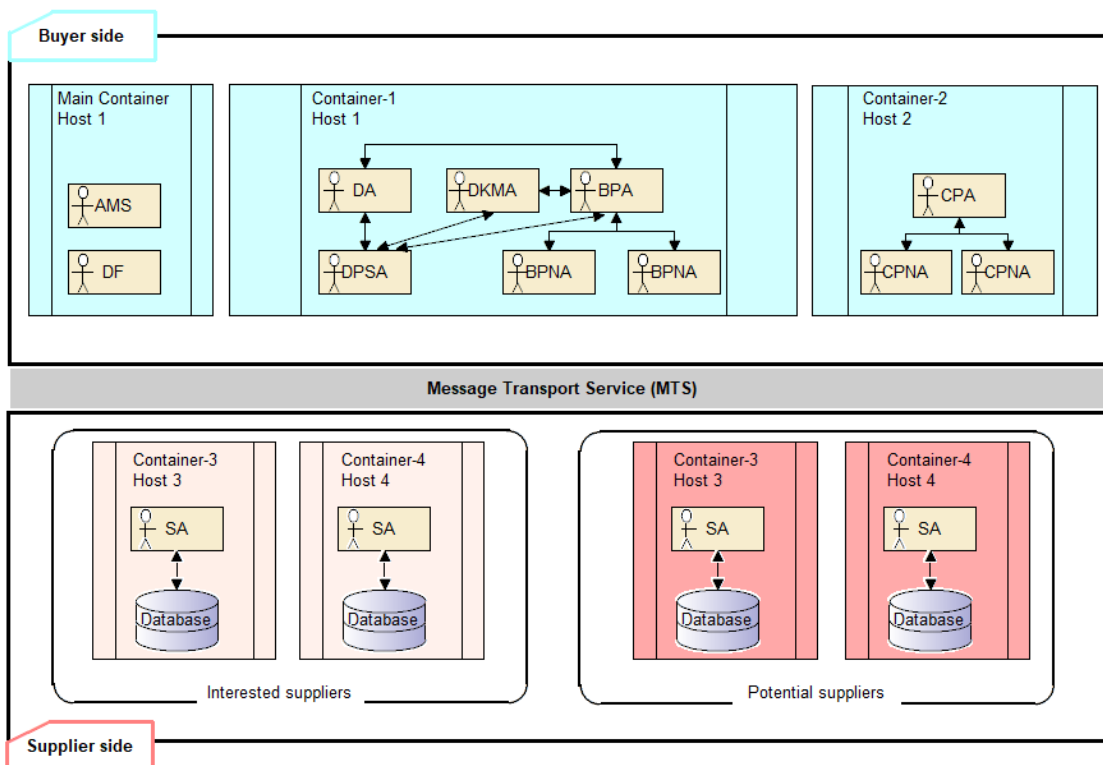 Buyer side
Main Container
Host 1
AMS
DF
Container-1
Host 1
DA
DKMA
BPA
DPSA
BPNA
BPNA
Container-2
Host 2
CPA
CPNA
CPNA
Message Transport Service (MTS)
Container-3
Host 3
SA
Database
Container-4
Host 4
SA
Database
Interested suppliers
Container-3
Host 3
SA
Database
Container-4
Host 4
SA
Database
Potential suppliers
Supplier side